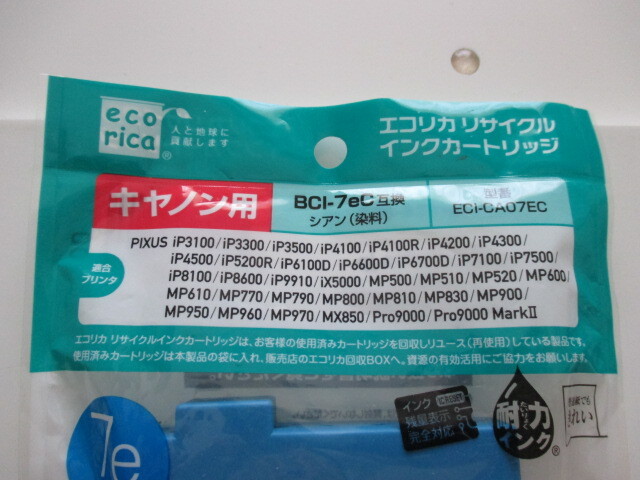 eco
rica
®
人と地球に
貢献します
エコリカ リサイクル
インクカートリッジ
キヤノン用
BCI-7eC互換
シアン(染料)
型番
ECI-CA07EC
適合
プリンタ
PIXUS iP3100/iP3300/iP3500/iP4100/iP4100R/iP4200/iP4300/
iP4500/iP5200R/iP6100D/iP6600D/iP6700D/iP7100/iP7500/
iP8100/iP8600/iP9910/iX5000/MP500/MP510/MP520/MP600/
MP610/MP770/MP790/MP800/MP810/MP830/MP900/
MP950/MP960/MP970/MX850/Pro9000/Pro9000 MarkⅡ
エコリカ リサイクルインクカートリッジは、お客様の使用済みカートリッジを回収しリユース(再使用)している製品です。
使用済みカートリッジは本製品の袋に入れ、販売店のエコリカ回収BOXへ。資源の有効活用にご協力をお願いします。
7e
インク
残量表示
完全対応
耐力
インク
®
きれい